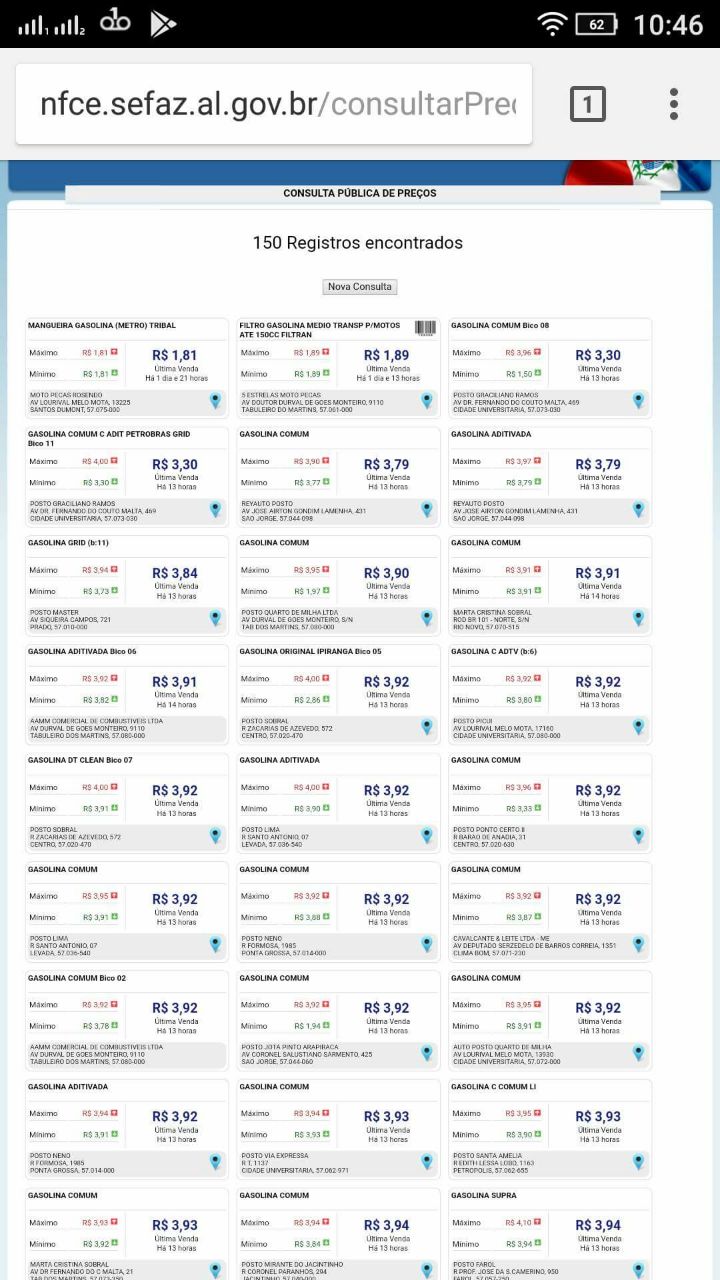 62 10:46
nfce.sefaz.al.gov.br/consultarPreç
1
CONSULTA PÚBLICA DE PREÇOS
150 Registros encontrados
Nova Consulta
MANGUEIRA GASOLINA (METRO) TRIBAL
Máximo R$ 1,81
R$ 1,81
Última Venda
Mínimo R$ 1,81
Há 1 dia e 21 horas
MOTO PECAS ROSENDO
AV LOURIVAL MELO MOTA, 13225
SANTOS DUMONT, 57.075-000
FILTRO GASOLINA MEDIO TRANSP P/MOTOS
ATE 150CC FILTRAN
Máximo R$ 1,89
R$ 1,89
Última Venda
Mínimo R$ 1,89
Há 1 dia e 13 horas
5 ESTRELAS MOTO PECAS
AV DOUTOR DURVAL DE GOES MONTEIRO, 9110
TABULEIRO DO MARTINS, 57.061-000
GASOLINA COMUM Bico 08
Máximo R$ 3,96
R$ 3,30
Última Venda
Mínimo R$ 1,50
Há 13 horas
POSTO GRACILIANO RAMOS
AV DR. FERNANDO DO COUTO MALTA, 469
CIDADE UNIVERSITARIA, 57.073-030
GASOLINA COMUM C ADIT PETROBRAS GRID
Bico 11
Máximo R$ 4,00
R$ 3,30
Última Venda
Mínimo R$ 3,30
Há 13 horas
POSTO GRACILIANO RAMOS
AV DR. FERNANDO DO COUTO MALTA, 469
CIDADE UNIVERSITARIA, 57.073-030
GASOLINA COMUM
Máximo R$ 3,90
R$ 3,79
Última Venda
Mínimo R$ 3,77
Há 13 horas
REYAUTO POSTO
AV JOSE AIRTON GONDIM LAMENHA, 431
SAO JORGE, 57.044-098
GASOLINA ADITIVADA
Máximo R$ 3,97
R$ 3,79
Última Venda
Mínimo R$ 3,79
Há 13 horas
REYAUTO POSTO
AV JOSE AIRTON GONDIM LAMENHA, 431
SAO JORGE, 57.044-098
GASOLINA GRID (b:11)
Máximo R$ 3,94
R$ 3,84
Última Venda
Mínimo R$ 3,73
Há 13 horas
POSTO MASTER
AV SIQUEIRA CAMPOS, 721
PRADO, 57.010-000
GASOLINA COMUM
Máximo R$ 3,95
R$ 3,90
Última Venda
Mínimo R$ 1,97
Há 13 horas
POSTO QUARTO DE MILHA LTDA
AV DURVAL DE GOES MONTEIRO, S/N
TAB DOS MARTINS, 57.080-000
GASOLINA COMUM
Máximo R$ 3,91
R$ 3,91
Última Venda
Mínimo R$ 3,91
Há 14 horas
MARTA CRISTINA SOBRAL
ROD BR 101 - NORTE, S/N
RIO NOVO, 57.070-515
GASOLINA ADITIVADA Bico 06
Máximo R$ 3,92
R$ 3,91
Última Venda
Mínimo R$ 3,82
Há 14 horas
AAMM COMERCIAL DE COMBUSTIVEIS LTDA
AV DURVAL DE GOES MONTEIRO, 9110
TABULEIRO DOS MARTINS, 57.080-000
GASOLINA ORIGINAL IPIRANGA Bico 05
Máximo R$ 4,00
R$ 3,92
Última Venda
Mínimo R$ 2,86
Há 13 horas
POSTO SOBRAL
R ZACARIAS DE AZEVEDO, 572
CENTRO, 57.020-470
GASOLINA C ADTV (b:6)
Máximo R$ 3,92
R$ 3,92
Última Venda
Mínimo R$ 3,80
Há 13 horas
POSTO PICUI
AV LOURIVAL MELO MOTA, 17160
CIDADE UNIVERSITARIA, 57.080-000
GASOLINA DT CLEAN Bico 07
Máximo R$ 4,00
R$ 3,92
Última Venda
Mínimo R$ 3,91
Há 13 horas
POSTO SOBRAL
R ZACARIAS DE AZEVEDO, 572
CENTRO, 57.020-470
GASOLINA ADITIVADA
Máximo R$ 4,00
R$ 3,92
Última Venda
Mínimo R$ 3,90
Há 13 horas
POSTO LIMA
R SANTO ANTONIO, 07
LEVADA, 57.036-540
GASOLINA COMUM
Máximo R$ 3,96
R$ 3,92
Última Venda
Mínimo R$ 3,33
Há 13 horas
POSTO PONTO CERTO II
R BARAO DE ANADIA, 31
CENTRO, 57.020-630
GASOLINA COMUM
Máximo R$ 3,95
R$ 3,92
Última Venda
Mínimo R$ 3,91
Há 13 horas
POSTO LIMA
R SANTO ANTONIO, 07
LEVADA, 57.036-540
GASOLINA COMUM
Máximo R$ 3,92
R$ 3,92
Última Venda
Mínimo R$ 3,88
Há 13 horas
POSTO NENO
R FORMOSA, 1985
PONTA GROSSA, 57.014-000
GASOLINA COMUM
Máximo R$ 3,92
R$ 3,92
Última Venda
Mínimo R$ 3,87
Há 13 horas
CAVALCANTE & LEITE LTDA - ME
AV DEPUTADO SERZEDELO DE BARROS CORREIA, 1351
CLIMA BOM, 57.071-230
GASOLINA COMUM Bico 02
Máximo R$ 3,92
R$ 3,92
Última Venda
Mínimo R$ 3,78
Há 13 horas
AAMM COMERCIAL DE COMBUSTIVEIS LTDA
AV DURVAL DE GOES MONTEIRO, 9110
TABULEIRO DOS MARTINS, 57.080-000
GASOLINA COMUM
Máximo R$ 3,92
R$ 3,92
Última Venda
Mínimo R$ 1,94
Há 13 horas
POSTO JOTA PINTO ARAPIRACA
AV CORONEL SALUSTIANO SARMENTO, 425
SAO JORGE, 57.044-060
GASOLINA COMUM
Máximo R$ 3,95
R$ 3,92
Última Venda
Mínimo R$ 3,91
Há 13 horas
AUTO POSTO QUARTO DE MILHA
AV LOURIVAL MELO MOTA, 13930
CIDADE UNIVERSITARIA, 57.072-000
GASOLINA ADITIVADA
Máximo R$ 3,94
R$ 3,92
Última Venda
Mínimo R$ 3,91
Há 13 horas
POSTO NENO
R FORMOSA, 1985
PONTA GROSSA, 57.014-000
GASOLINA COMUM
Máximo R$ 3,94
R$ 3,93
Última Venda
Mínimo R$ 3,93
Há 13 horas
POSTO VIA EXPRESSA
R T, 1137
CIDADE UNIVERSITARIA, 57.062-971
GASOLINA C COMUM LI
Máximo R$ 3,95
R$ 3,93
Última Venda
Mínimo R$ 3,90
Há 13 horas
POSTO SANTA AMELIA
R EDITH LESSA LOBO, 1163
PETROPOLIS, 57.062-655
GASOLINA COMUM
Máximo R$ 3,93
R$ 3,93
Última Venda
Mínimo R$ 3,92
Há 13 horas
MARTA CRISTINA SOBRAL
AV DR FERNANDO DO C MALTA, 21
TAB DOS MARTINS, 57.073-350
GASOLINA COMUM
Máximo R$ 3,94
R$ 3,94
Última Venda
Mínimo R$ 3,84
Há 13 horas
POSTO MIRANTE DO JACINTINHO
R CORONEL PARANHOS, 294
JACINTINHO, 57.040-000
GASOLINA SUPRA
Máximo R$ 4,10
R$ 3,94
Última Venda
Mínimo R$ 3,94
Há 13 horas
POSTO FAROL
R PROF. JOSE DA S.CAMERINO, 950
FAROL, 57.057-250